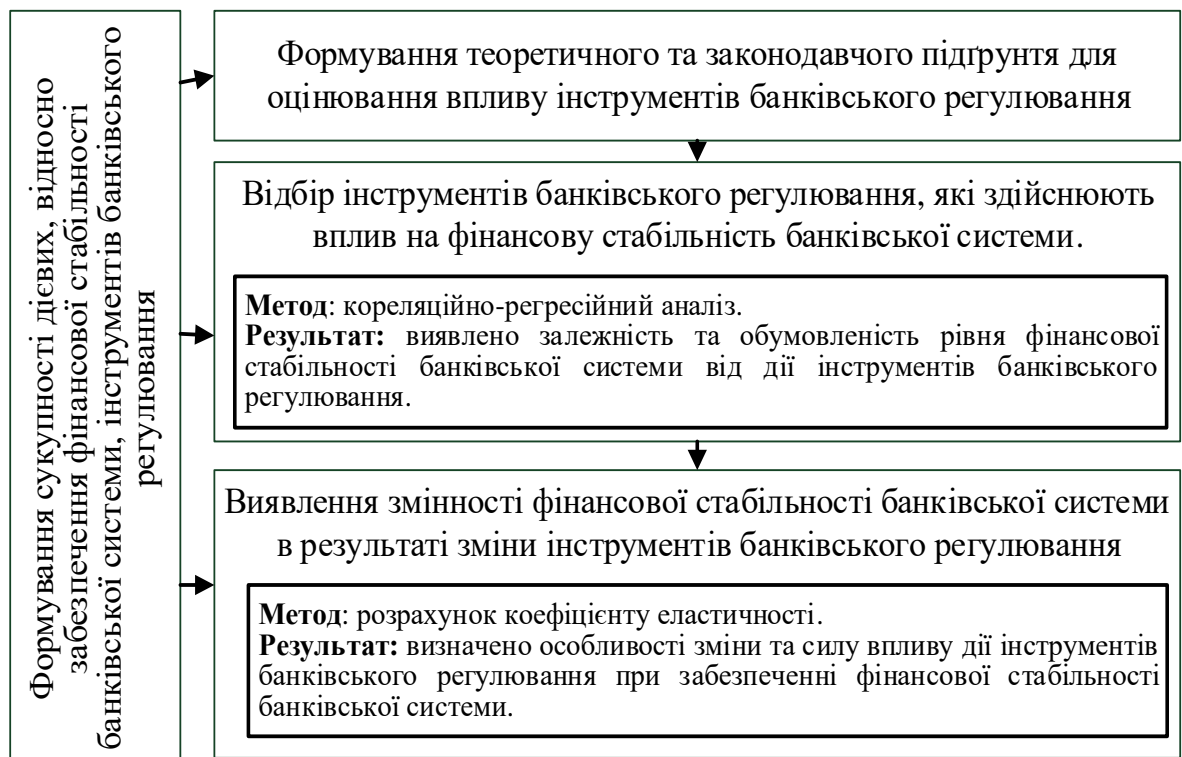 Формування сукупності дієвих, відносно
забезпечення фінансової стабільності
банківської системи, інструментів банківського
регулювання
Формування теоретичного та законодавчого підґрунтя для
оцінювання впливу інструментів банківського регулювання
Відбір інструментів банківського регулювання, які здійснюють
вплив на фінансову стабільність банківської системи.
Метод: кореляційно-регресійний аналіз.
Результат: виявлено залежність та обумовленість рівня фінансової
стабільності банківської системи від дії інструментів банківського
регулювання.
Виявлення змінності фінансової стабільності банківської системи
в результаті зміни інструментів банківського регулювання
Метод: розрахунок коефіцієнту еластичності.
Результат: визначено особливості зміни та силу впливу дії інструментів
банківського регулювання при забезпеченні фінансової стабільності
банківської системи.